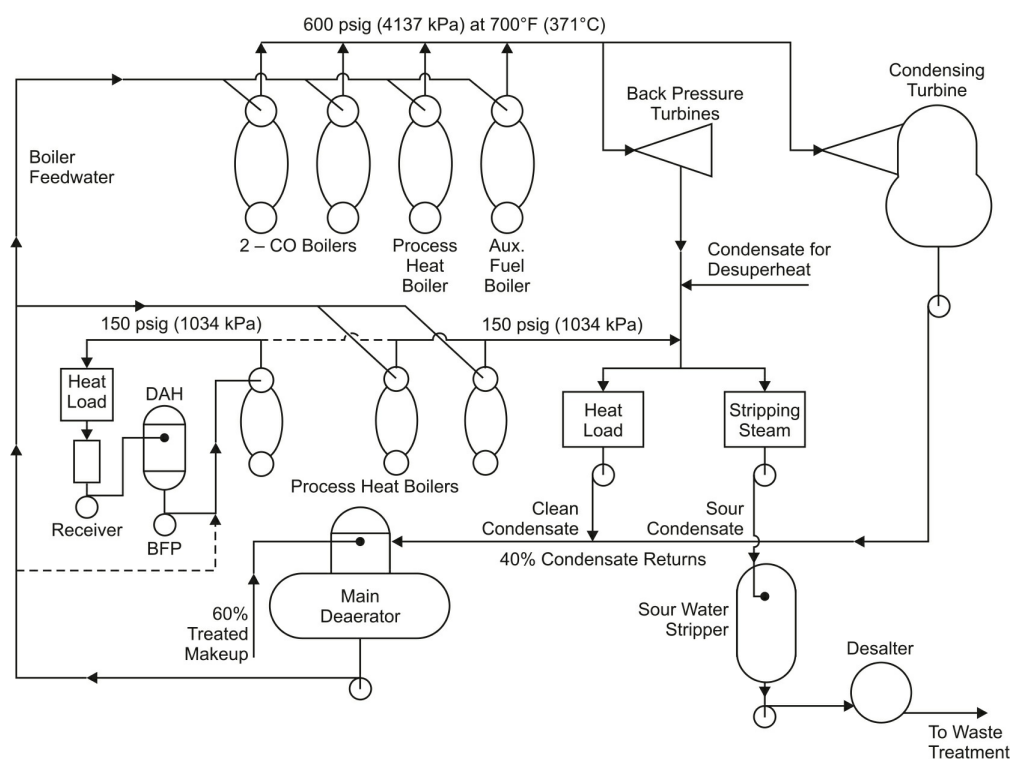 600 psig (4137 kPa) at 700°F (371°C)
Condensing
Turbine
Back Pressure
Turbines
Boiler
Feedwater
2 – CO Boilers
Process
Heat
Boiler
Aux.
Fuel
Boiler
Condensate for
Desuperheat
150 psig (1034 kPa)
150 psig (1034 kPa)
Heat
Load
DAH
Heat
Load
Stripping
Steam
Process Heat Boilers
Receiver
BFP
Clean
Condensate
Sour
Condensate
40% Condensate Returns
Main
Deaerator
60%
Treated
Makeup
Sour Water
Stripper
Desalter
To Waste
Treatment